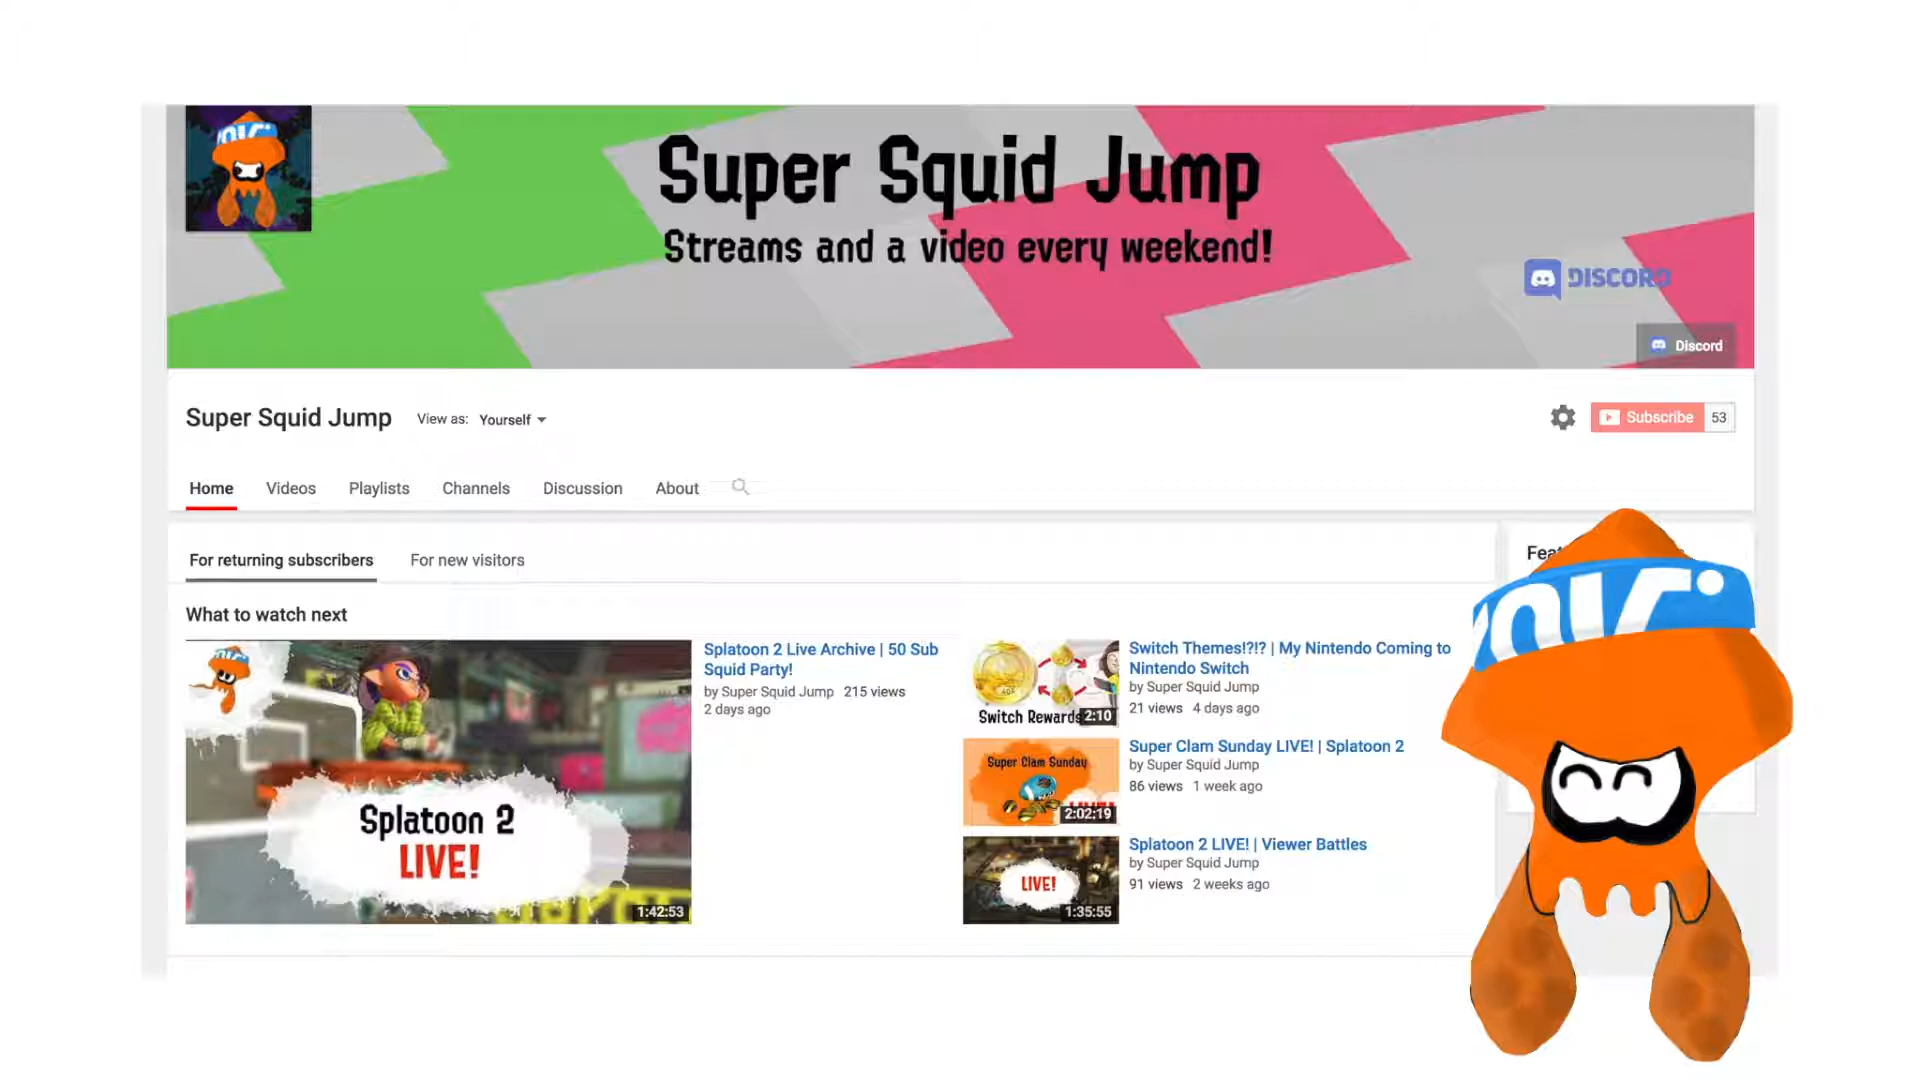 Super Squid Jump
Streams and a video every weekend!
DISCORD
Discord
Super Squid Jump
View as: Yourself
Subscribe 53
Home Videos Playlists Channels Discussion About
For returning subscribers For new visitors
What to watch next
Splatoon 2
LIVE!
1:42:53
Splatoon 2 Live Archive | 50 Sub
Squid Party!
by Super Squid Jump 215 views
2 days ago
Switch Rewards
2:10
Switch Themes!?!? | My Nintendo Coming to
Nintendo Switch
by Super Squid Jump
21 views 4 days ago
Super Clam Sunday
LIVE!
2:02:19
Super Clam Sunday LIVE! | Splatoon 2
by Super Squid Jump
86 views 1 week ago
LIVE!
1:35:55
Splatoon 2 LIVE! | Viewer Battles
by Super Squid Jump
91 views 2 weeks ago